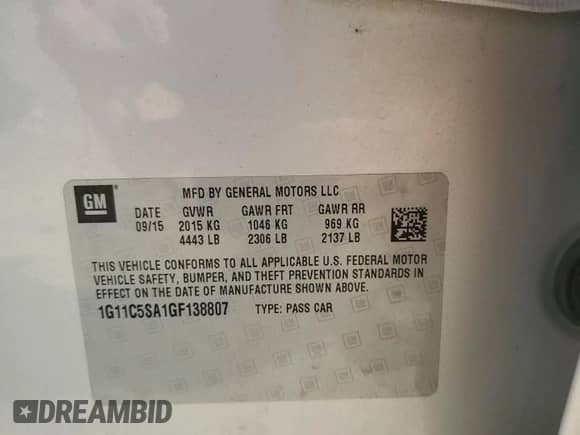 GM
MFD BY GENERAL MOTORS LLC
DATE GVWR GAWR FRT GAWR RR
09/15 2015 KG 1046 KG 969 KG
4443 LB 2306 LB 2137 LB
THIS VEHICLE CONFORMS TO ALL APPLICABLE U.S. FEDERAL MOTOR
VEHICLE SAFETY, BUMPER, AND THEFT PREVENTION STANDARDS IN
EFFECT ON THE DATE OF MANUFACTURE SHOWN ABOVE.
1G11C5SA1GF138807 TYPE: PASS CAR
DREAMBID